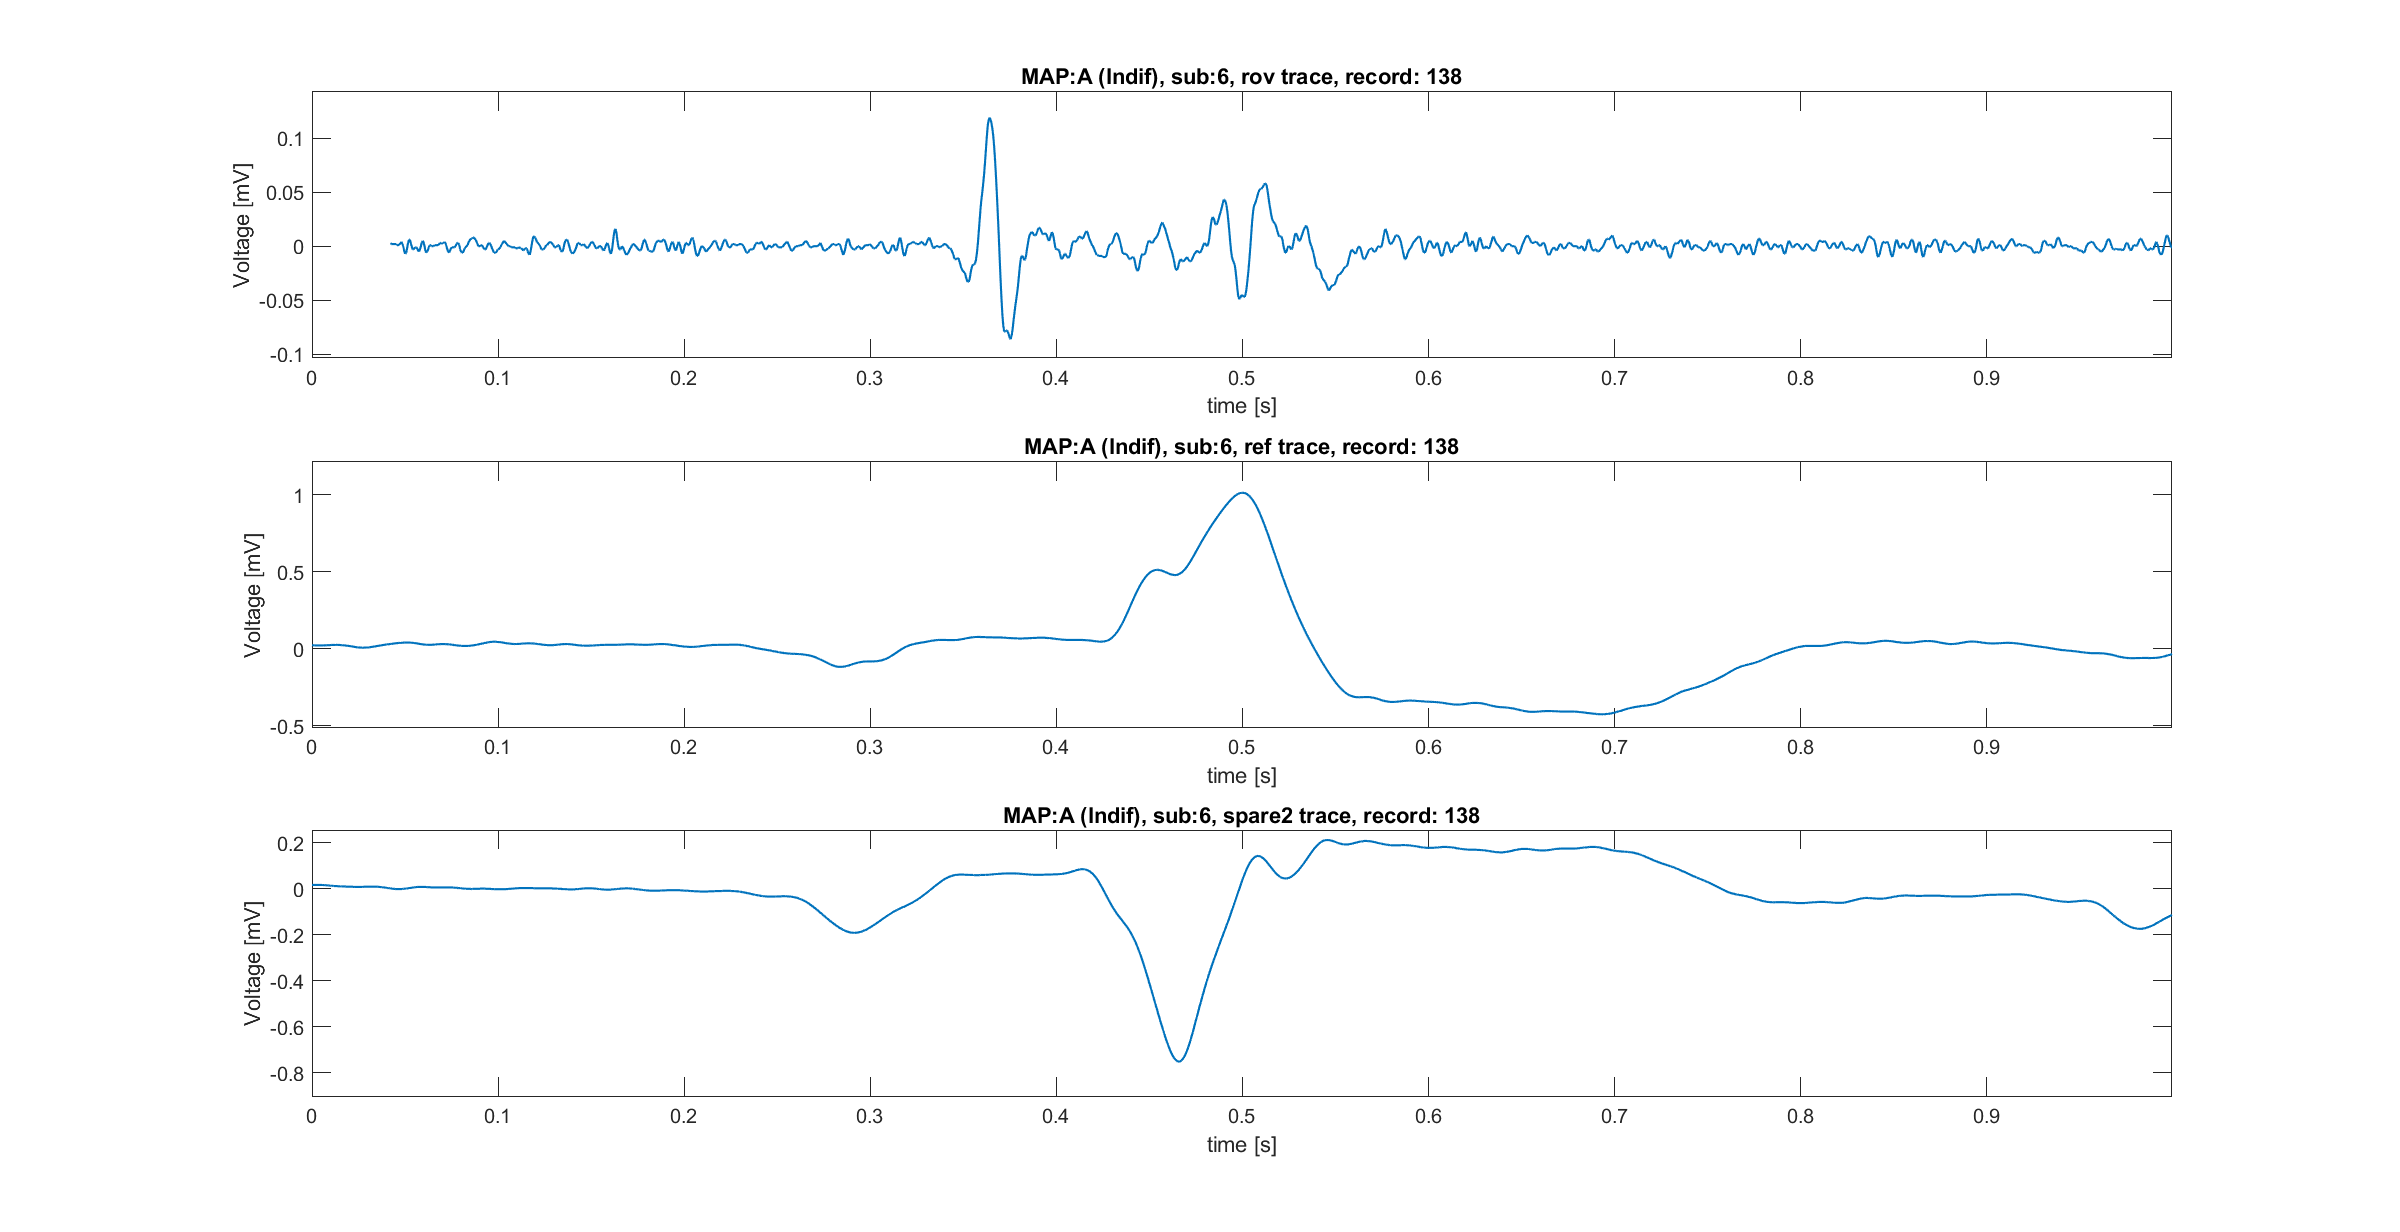 MAP:A (Indif), sub:6, rov trace, record: 138
Voltage [mV]
0.1
0.05
0
-0.05
-0.1
0 0.1 0.2 0.3 0.4 0.5 0.6 0.7 0.8 0.9
time [s]
MAP:A (Indif), sub:6, ref trace, record: 138
Voltage [mV]
1
0.5
0
-0.5
0 0.1 0.2 0.3 0.4 0.5 0.6 0.7 0.8 0.9
time [s]
MAP:A (Indif), sub:6, spare2 trace, record: 138
Voltage [mV]
0.2
0
-0.2
-0.4
-0.6
-0.8
0 0.1 0.2 0.3 0.4 0.5 0.6 0.7 0.8 0.9
time [s]